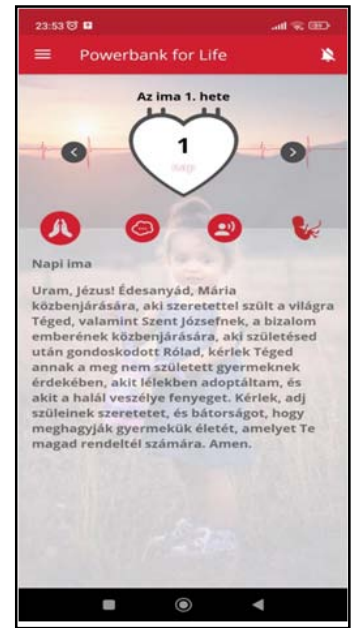 23:53
Powerbank for Life
Az ima 1. hete
1
nap
Napi ima
Uram, Jézus! Édesanyád, Mária
közbenjárására, aki szeretettel szült a világra
Téged, valamint Szent Józsefnek, a bizalom
emberének közbenjárására, aki születésed
után gondoskodott Rólad, kérlek Téged
annak a meg nem született gyermeknek
érdekében, akit lélekben adoptáltam, és
akit a halál veszélye fenyeget. Kérlek, adj
szüleinek szeretetet, és bátorságot, hogy
meghagyják gyermekük életét, amelyet Te
magad rendeltél számára. Amen.